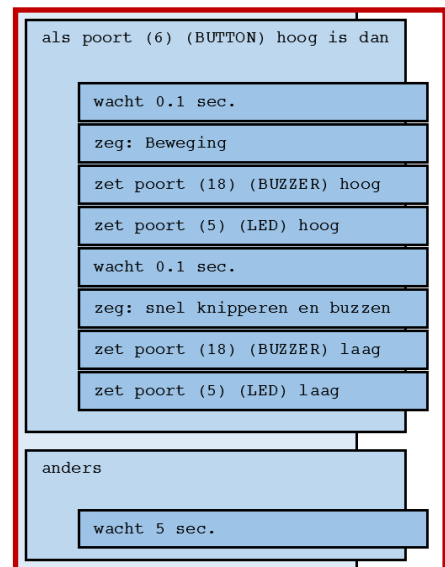 als poort (6) (BUTTON) hoog is dan
wacht 0.1 sec.
zeg: Beweging
zet poort (18) (BUZZER) hoog
zet poort (5) (LED) hoog
wacht 0.1 sec.
zeg: snel knipperen en buzzen
zet poort (18) (BUZZER) laag
zet poort (5) (LED) laag
anders
wacht 5 sec.